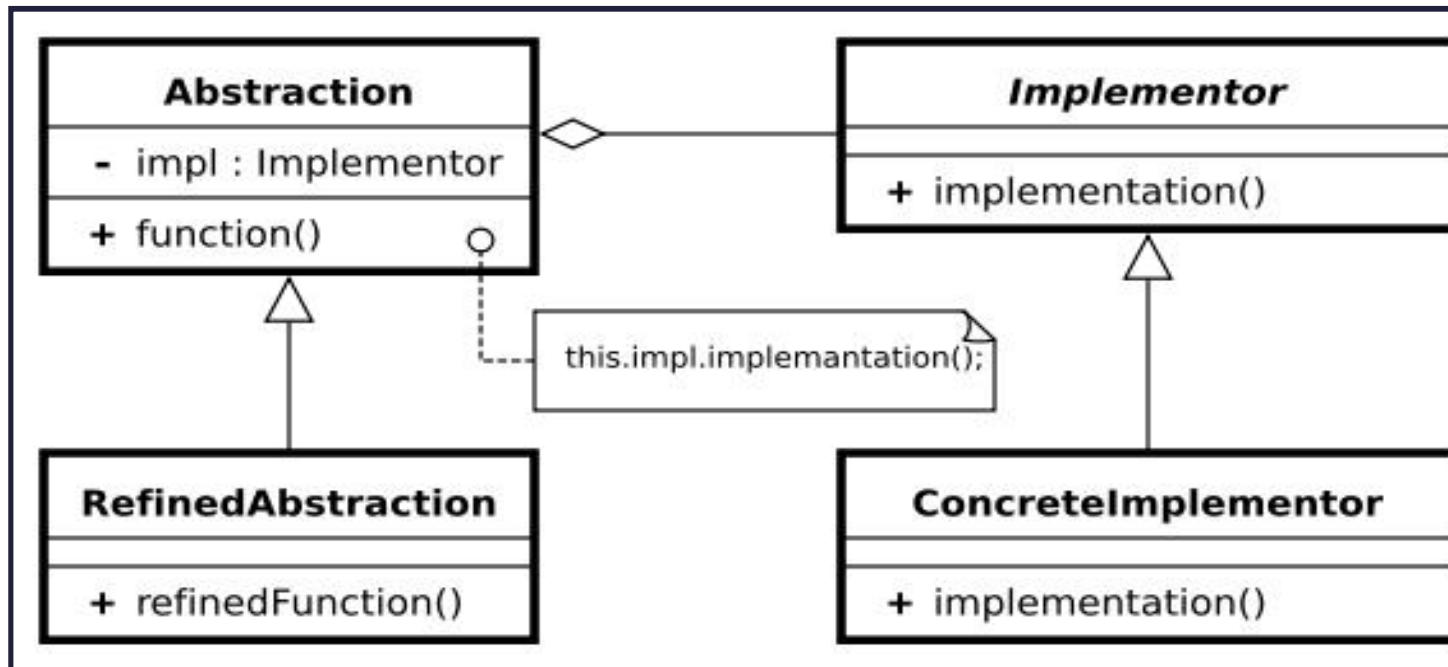 Abstraction
- impl : Implementor
+ function()
Implementor
+ implementation()
this.impl.implemantation();
RefinedAbstraction
+ refinedFunction()
ConcreteImplementor
+ implementation()